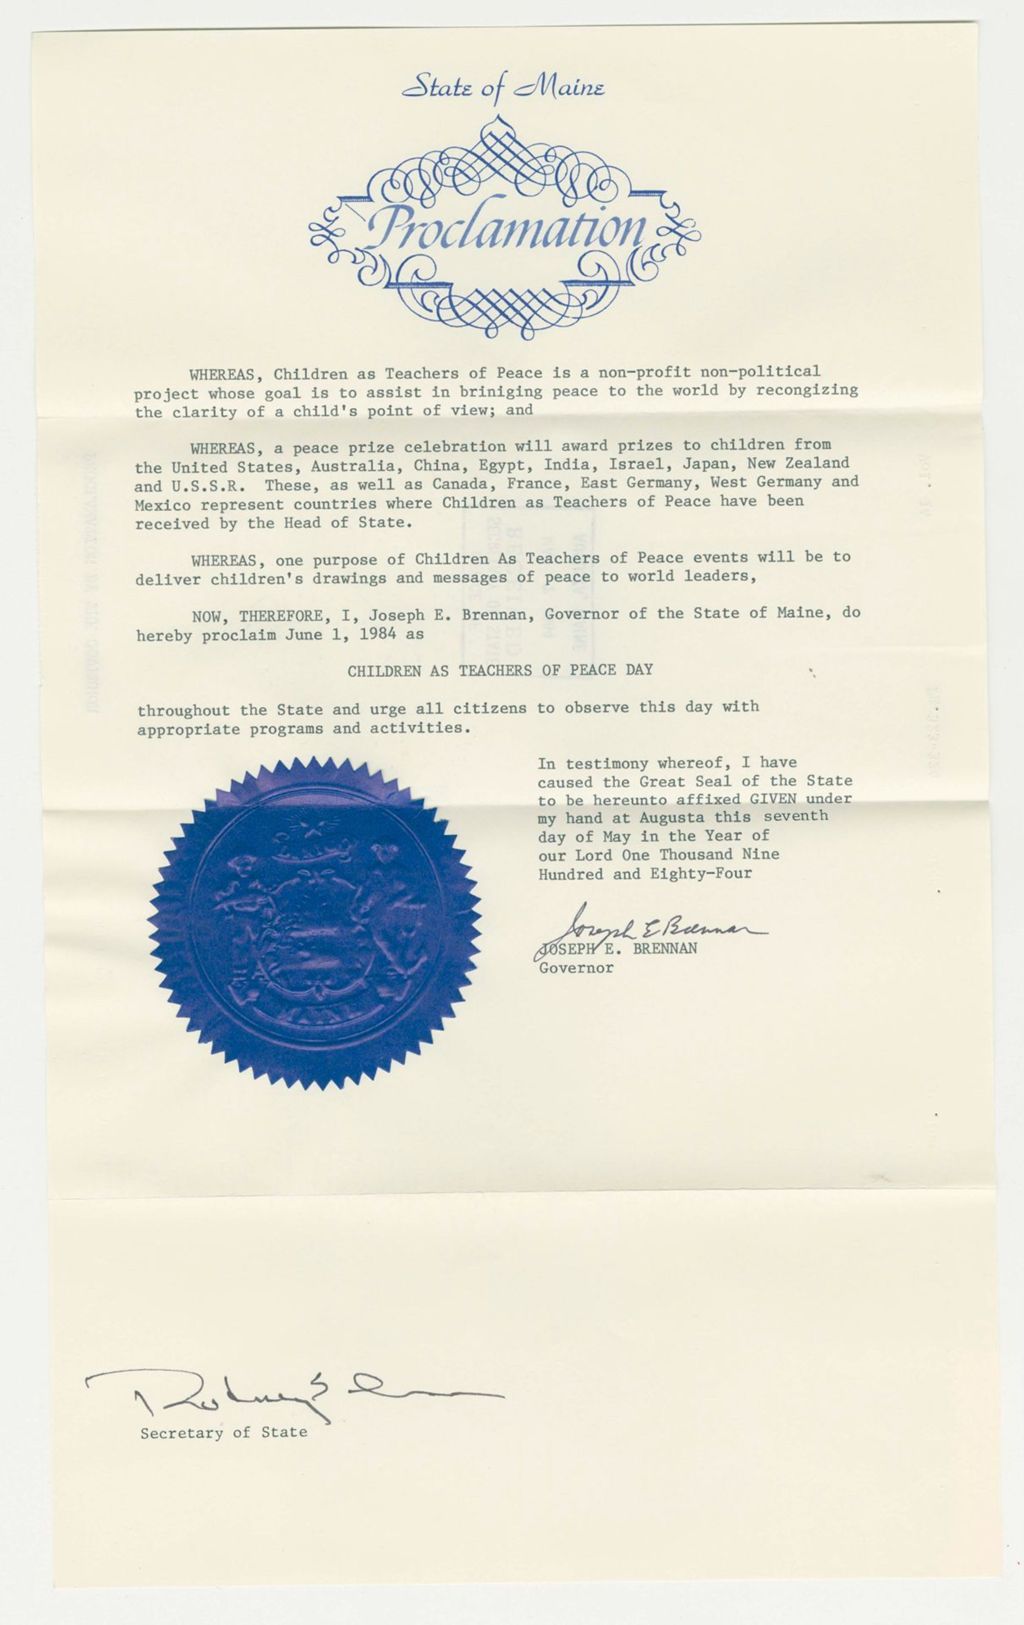 State of Maine
Proclamation
WHEREAS, Children as Teachers of Peace is a non-profit non-political
project whose goal is to assist in briniging peace to the world by recongizing
the clarity of a child's point of view; and
WHEREAS, a peace prize celebration will award prizes to children from
the United States, Australia, China, Egypt, India, Israel, Japan, New Zealand
and U.S.S.R. These, as well as Canada, France, East Germany, West Germany and
Mexico represent countries where Children as Teachers of Peace have been
received by the Head of State.
WHEREAS, one purpose of Children As Teachers of Peace events will be to
deliver children's drawings and messages of peace to world leaders,
NOW, THEREFORE, I, Joseph E. Brennan, Governor of the State of Maine, do
hereby proclaim June 1, 1984 as
CHILDREN AS TEACHERS OF PEACE DAY
throughout the State and urge all citizens to observe this day with
appropriate programs and activities.
In testimony whereof, I have
caused the Great Seal of the State
to be hereunto affixed GIVEN under
my hand at Augusta this seventh
day of May in the Year of
our Lord One Thousand Nine
Hundred and Eighty-Four
Joseph E Brennan
JOSEPH E. BRENNAN
Governor
MAINE
Rodney S
Secretary of State